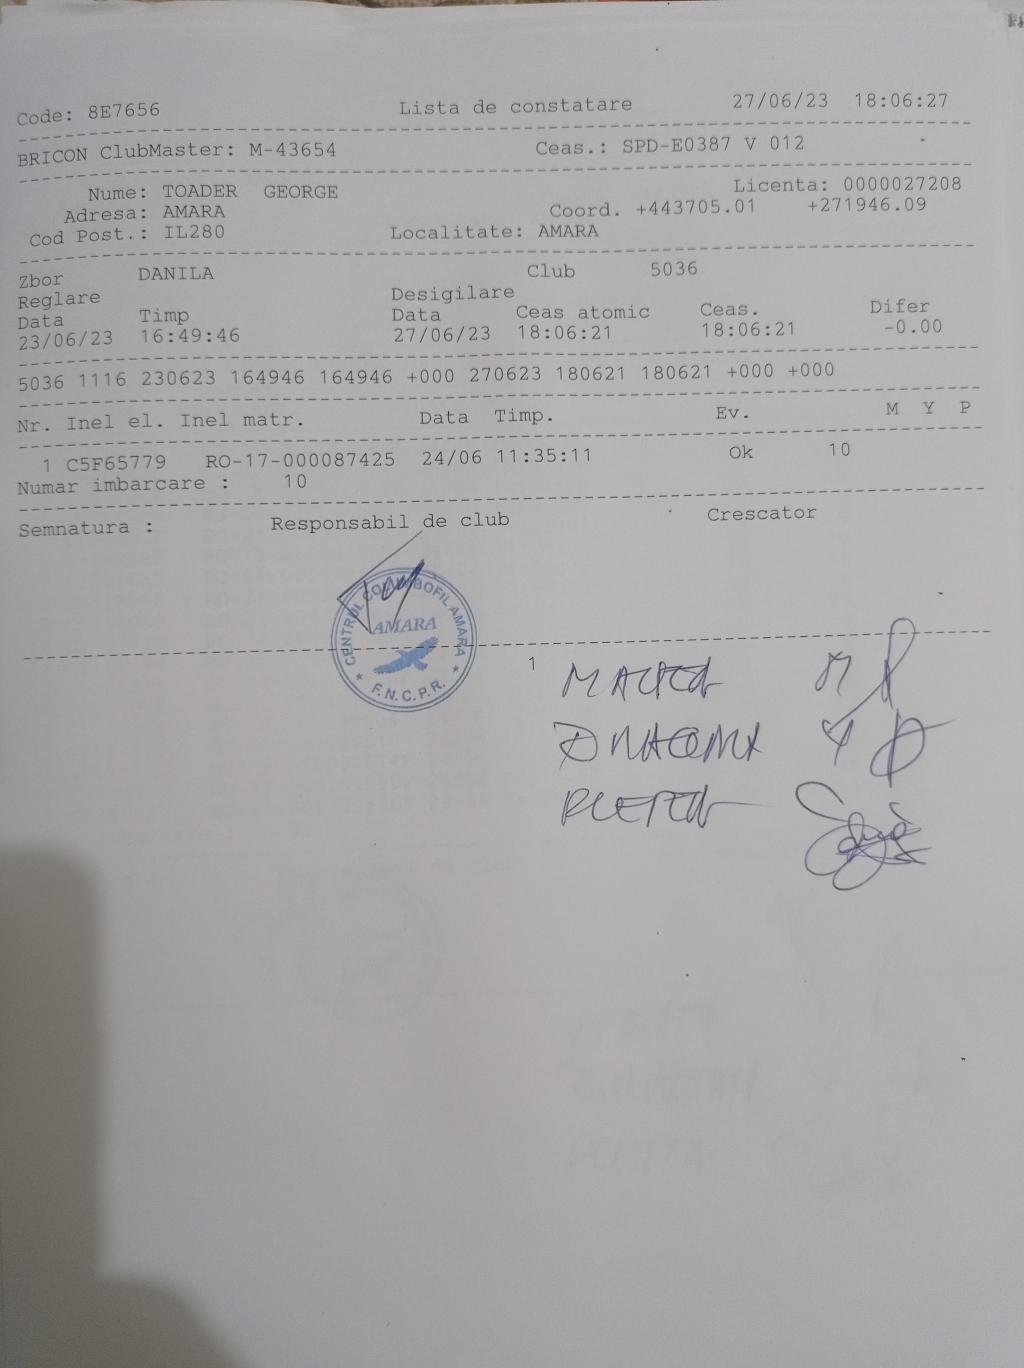 Code: 8E7656 Lista de constatare 27/06/23 18:06:27
BRICON ClubMaster: M-43654 Ceas.: SPD-E0387 V 012
Nume: TOADER GEORGE Licenta: 0000027208
Adresa: AMARA Coord. +443705.01 +271946.09
Cod Post.: IL280 Localitate: AMARA
Zbor DANILA Club 5036
Reglare Desigilare
Data Timp Data Ceas atomic Ceas. Difer
23/06/23 16:49:46 27/06/23 18:06:21 18:06:21 -0.00
5036 1116 230623 164946 164946 +000 270623 180621 180621 +000 +000
Nr. Inel el. Inel matr. Data Timp. Ev. M Y P
1 C5F65779 RO-17-000087425 24/06 11:35:11 Ok 10
Numar imbarcare : 10
Semnatura : Responsabil de club Crescator
CENTRUL COLUMBOFIL AMARA
AMARA
F.N.C.P.R.
1